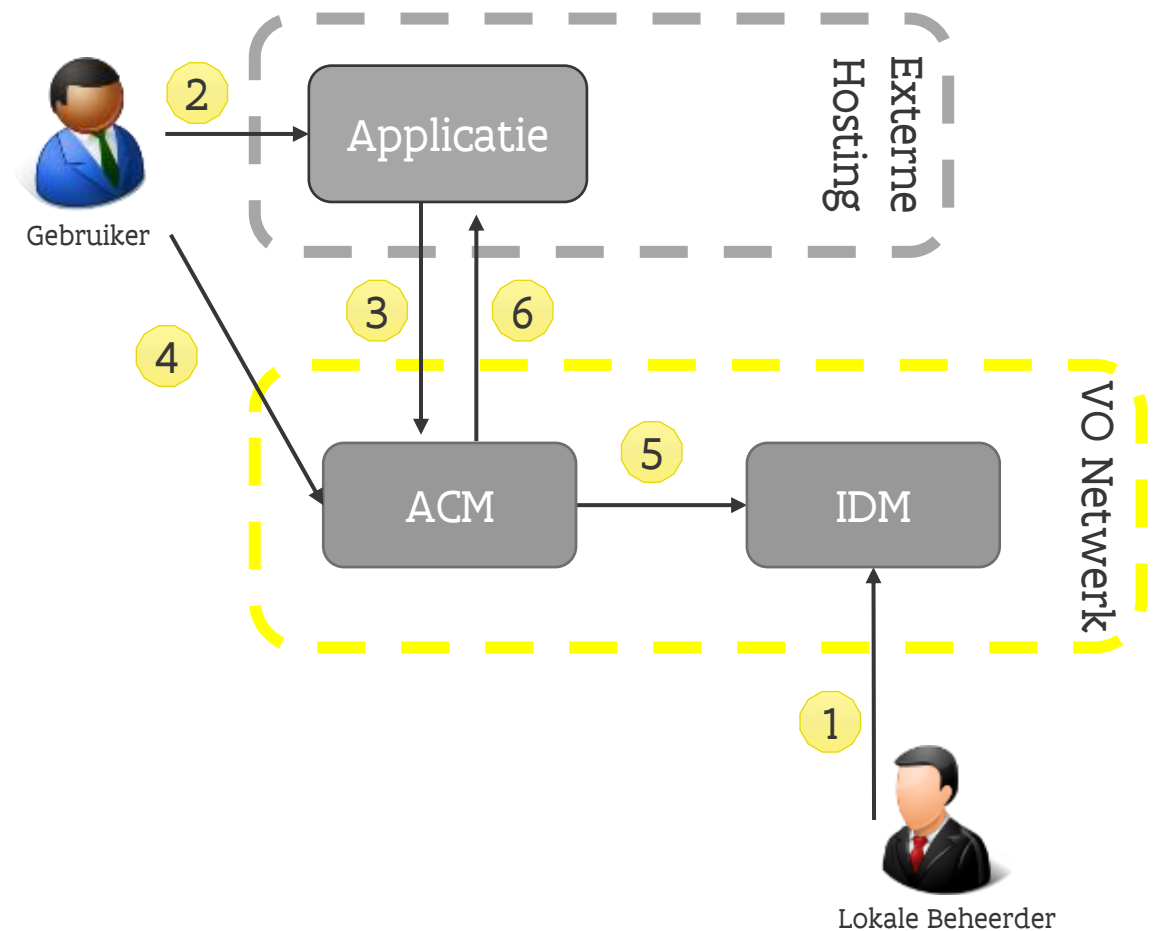 2
Applicatie
Externe
Hosting
Gebruiker
3
6
4
VO Netwerk
5
ACM
IDM
1
Lokale Beheerder